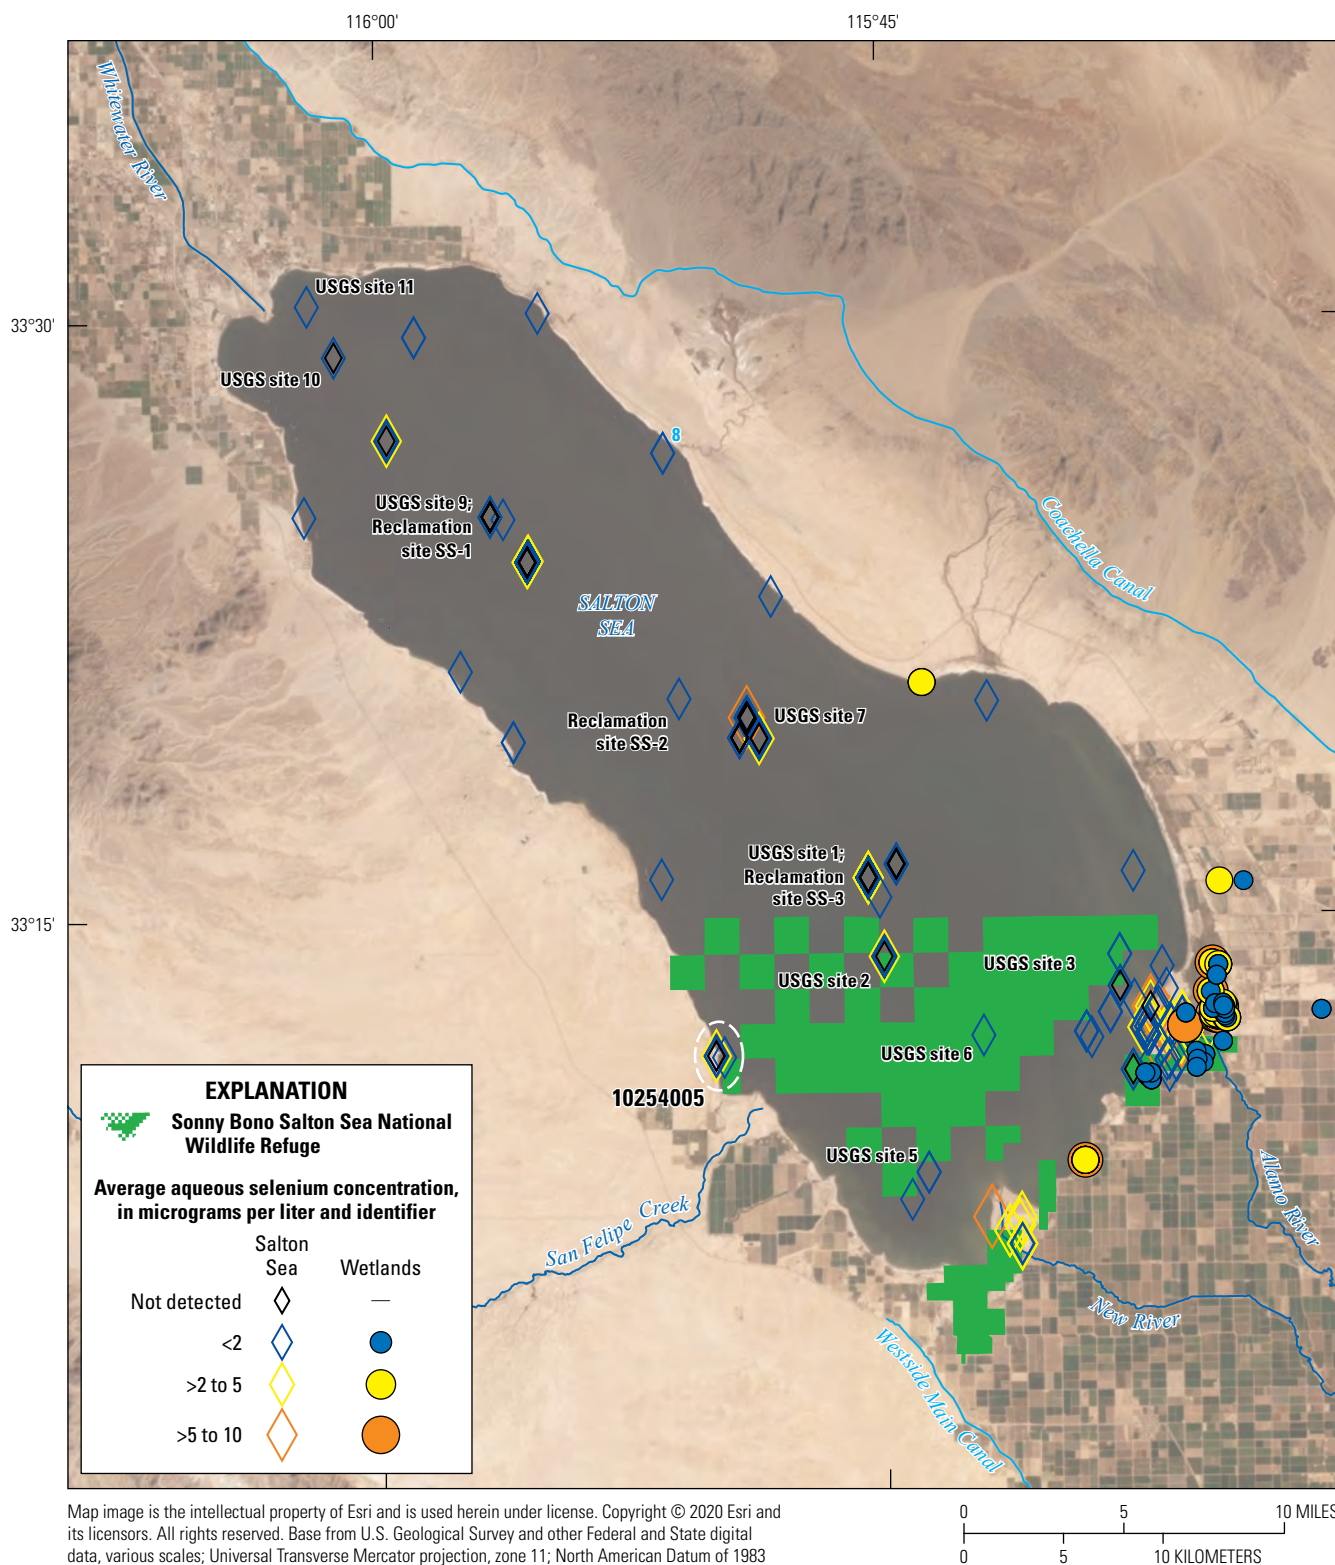 116°00'
115°45'
Whitewater River
USGS site 11
33°30'
USGS site 10
8
USGS site 9;
Reclamation
site SS-1
Coachella Canal
SALTON
SEA
Reclamation
site SS-2
USGS site 7
USGS site 1;
Reclamation
site SS-3
33°15'
USGS site 3
USGS site 2
USGS site 6
10254005
USGS site 5
Alamo River
San Felipe Creek
New River
Westside Main Canal
EXPLANATION
Sonny Bono Salton Sea National
Wildlife Refuge
Average aqueous selenium concentration,
in micrograms per liter and identifier
Salton
Sea
Wetlands
Not detected
—
<2
>2 to 5
>5 to 10
Map image is the intellectual property of Esri and is used herein under license. Copyright © 2020 Esri and
its licensors. All rights reserved. Base from U.S. Geological Survey and other Federal and State digital
data, various scales; Universal Transverse Mercator projection, zone 11; North American Datum of 1983
0 5 10 MILES
0 5 10 KILOMETERS